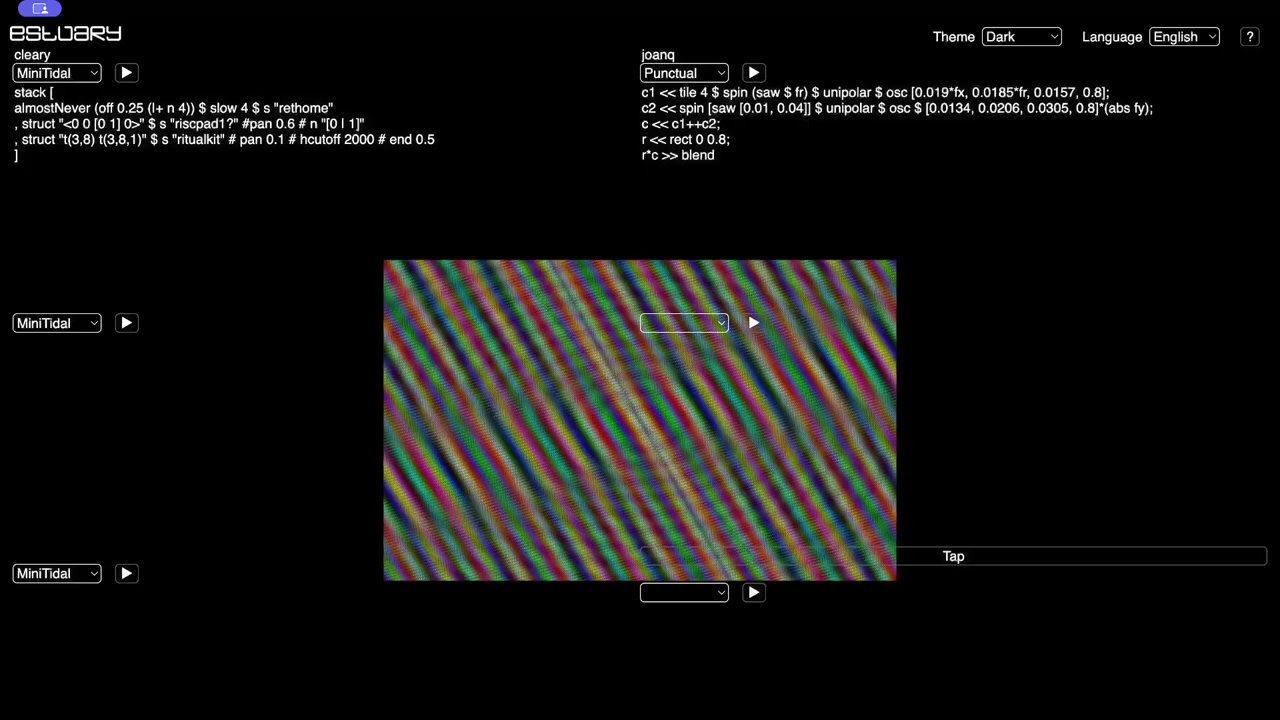 ESTUARY
Theme Dark Language English ?
cleary
MiniTidal
stack [
almostNever (off 0.25 (|+ n 4)) $ slow 4 $ s "rethome"
, struct "<0 0 [0 1] 0>" $ s "riscpad1?" #pan 0.6 # n "[0 | 1]"
, struct "t(3,8) t(3,8,1)" $ s "ritualkit" # pan 0.1 # hcutoff 2000 # end 0.5
]
joanq
Punctual
c1 << tile 4 $ spin (saw $ fr) $ unipolar $ osc [0.019*fx, 0.0185*fr, 0.0157, 0.8];
c2 << spin [saw [0.01, 0.04]] $ unipolar $ osc $ [0.0134, 0.0206, 0.0305, 0.8]*(abs fy);
c << c1++c2;
r << rect 0 0.8;
r*c >> blend
MiniTidal
Tap
MiniTidal